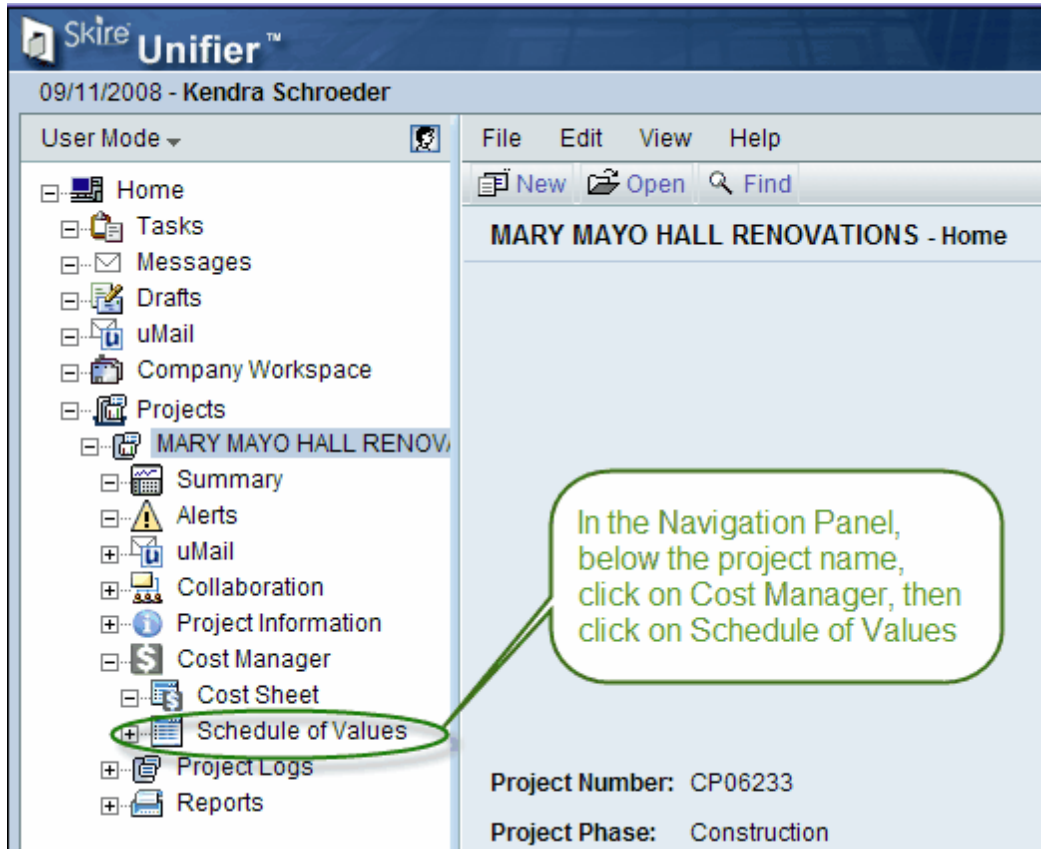 Skire Unifier™
09/11/2008 - Kendra Schroeder
User Mode
File Edit View Help
New Open Find
Home
Tasks
Messages
Drafts
uMail
Company Workspace
Projects
MARY MAYO HALL RENOV
Summary
Alerts
uMail
Collaboration
Project Information
Cost Manager
Cost Sheet
Schedule of Values
Project Logs
Reports
MARY MAYO HALL RENOVATIONS - Home
In the Navigation Panel,
below the project name,
click on Cost Manager, then
click on Schedule of Values
Project Number: CP06233
Project Phase: Construction